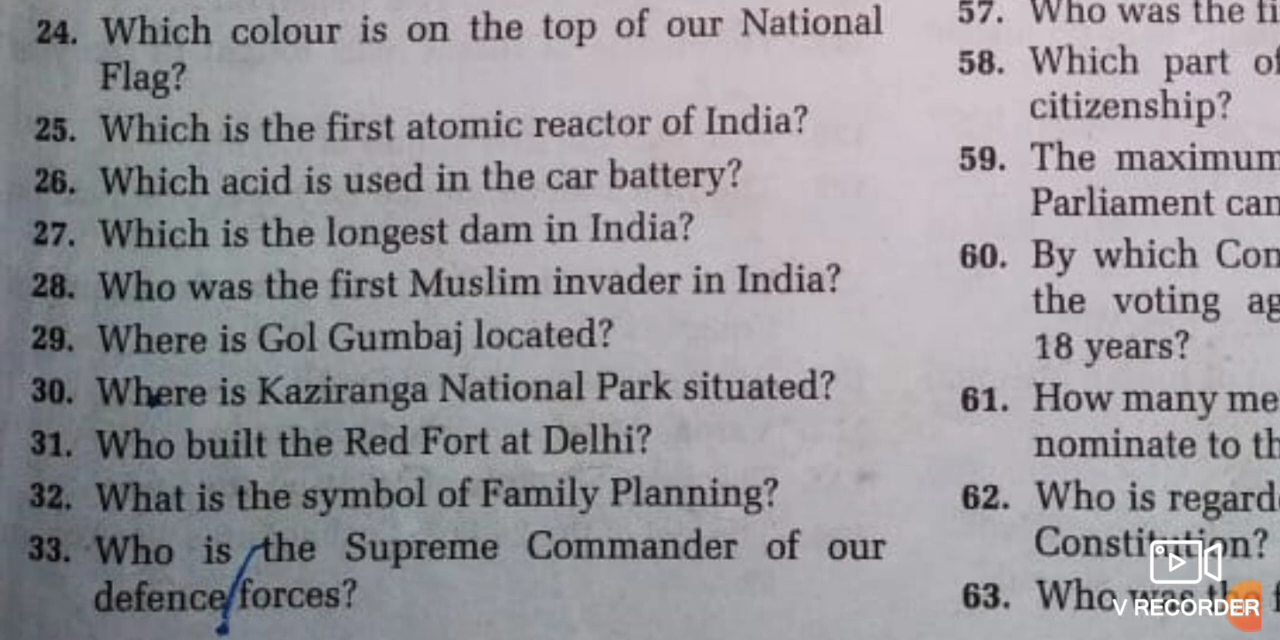 24. Which colour is on the top of our National
Flag?
25. Which is the first atomic reactor of India?
26. Which acid is used in the car battery?
27. Which is the longest dam in India?
28. Who was the first Muslim invader in India?
29. Where is Gol Gumbaj located?
30. Where is Kaziranga National Park situated?
31. Who built the Red Fort at Delhi?
32. What is the symbol of Family Planning?
33. Who is the Supreme Commander of our
defence forces?
57. Who was the
58. Which part
citizenship?
59. The maximum
Parliament can
60. By which
the voting
18 years?
61. How many
nominate to
62. Who is
Constitution?
63. Who was the
V RECORDER